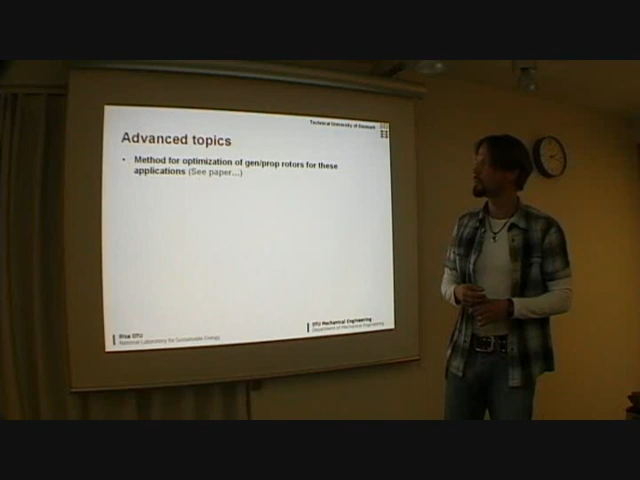 Technical University of Denmark
DTU
Advanced topics
• Method for optimization of gen/prop rotors for these
applications (See paper...)
Risø DTU
National Laboratory for Sustainable Energy
DTU Mechanical Engineering
Department of Mechanical Engineering